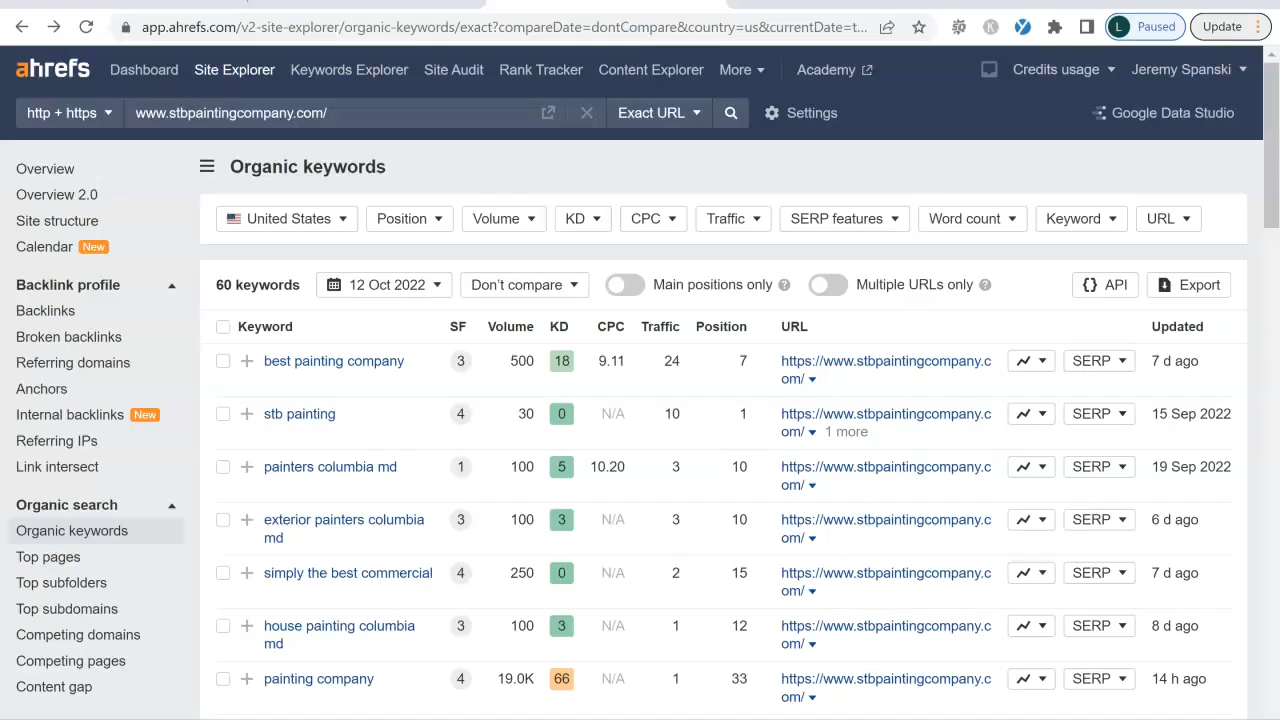 app.ahrefs.com/v2-site-explorer/organic-keywords/exact?compareDate=dontCompare&country=us&currentDate=t...
K
L Paused
Update
ahrefs Dashboard Site Explorer Keywords Explorer Site Audit Rank Tracker Content Explorer More Academy Credits usage Jeremy Spanski
http + https www.stbpaintingcompany.com/ Exact URL Settings Google Data Studio
Overview
Overview 2.0
Site structure
Calendar New
Backlink profile
Backlinks
Broken backlinks
Referring domains
Anchors
Internal backlinks New
Referring IPs
Link intersect
Organic search
Organic keywords
Top pages
Top subfolders
Top subdomains
Competing domains
Competing pages
Content gap
Organic keywords
United States Position Volume KD CPC Traffic SERP features Word count Keyword URL
60 keywords 12 Oct 2022 Don't compare Main positions only ? Multiple URLs only ? {} API Export
Keyword SF Volume KD CPC Traffic Position URL Updated
best painting company 3 500 18 9.11 24 7 https://www.stbpaintingcompany.c SERP 7 d ago
om/
stb painting 4 30 0 N/A 10 1 https://www.stbpaintingcompany.c SERP 15 Sep 2022
om/ 1 more
painters columbia md 1 100 5 10.20 3 10 https://www.stbpaintingcompany.c SERP 19 Sep 2022
om/
exterior painters columbia 3 100 3 N/A 3 10 https://www.stbpaintingcompany.c SERP 6 d ago
md om/
simply the best commercial 4 250 0 N/A 2 15 https://www.stbpaintingcompany.c SERP 7 d ago
om/
house painting columbia 3 100 3 N/A 1 12 https://www.stbpaintingcompany.c SERP 8 d ago
md om/
painting company 4 19.0K 66 N/A 1 33 https://www.stbpaintingcompany.c SERP 14 h ago
om/